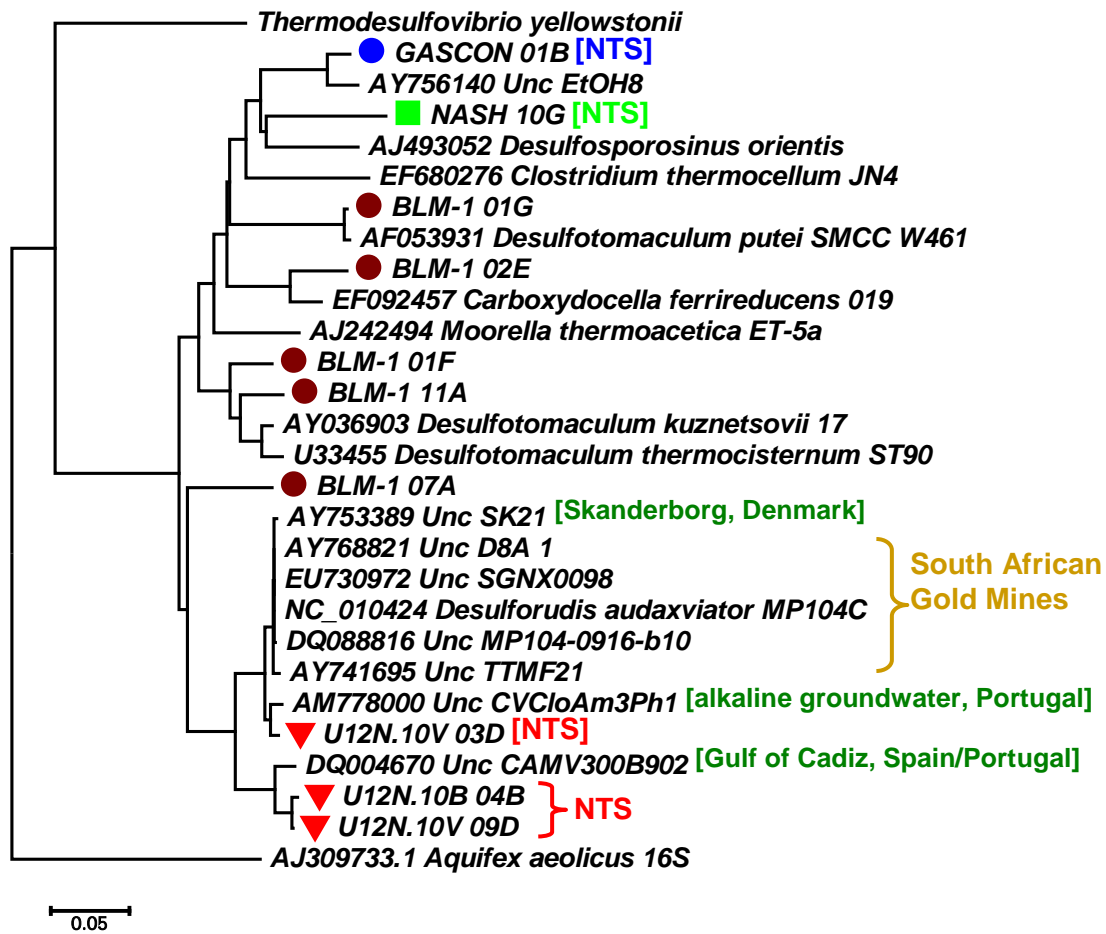 Thermodesulfovibrio yellowstonii
GASCON 01B [NTS]
AY756140 Unc EtOH8
NASH 10G [NTS]
AJ493052 Desulfosporosinus orientis
EF680276 Clostridium thermocellum JN4
BLM-1 01G
AF053931 Desulfotomaculum putei SMCC W461
BLM-1 02E
EF092457 Carboxydocella ferrireducens 019
AJ242494 Moorella thermoacetica ET-5a
BLM-1 01F
BLM-1 11A
AY036903 Desulfotomaculum kuznetsovii 17
U33455 Desulfotomaculum thermocisternum ST90
BLM-1 07A
AY753389 Unc SK21 [Skanderborg, Denmark]
AY768821 Unc D8A 1
EU730972 Unc SGNX0098
NC_010424 Desulforudis audaxviator MP104C
DQ088816 Unc MP104-0916-b10
AY741695 Unc TTMF21
South African
Gold Mines
AM778000 Unc CVCloAm3Ph1 [alkaline groundwater, Portugal]
U12N.10V 03D [NTS]
DQ004670 Unc CAMV300B902 [Gulf of Cadiz, Spain/Portugal]
U12N.10B 04B
U12N.10V 09D
NTS
AJ309733.1 Aquifex aeolicus 16S
0.05